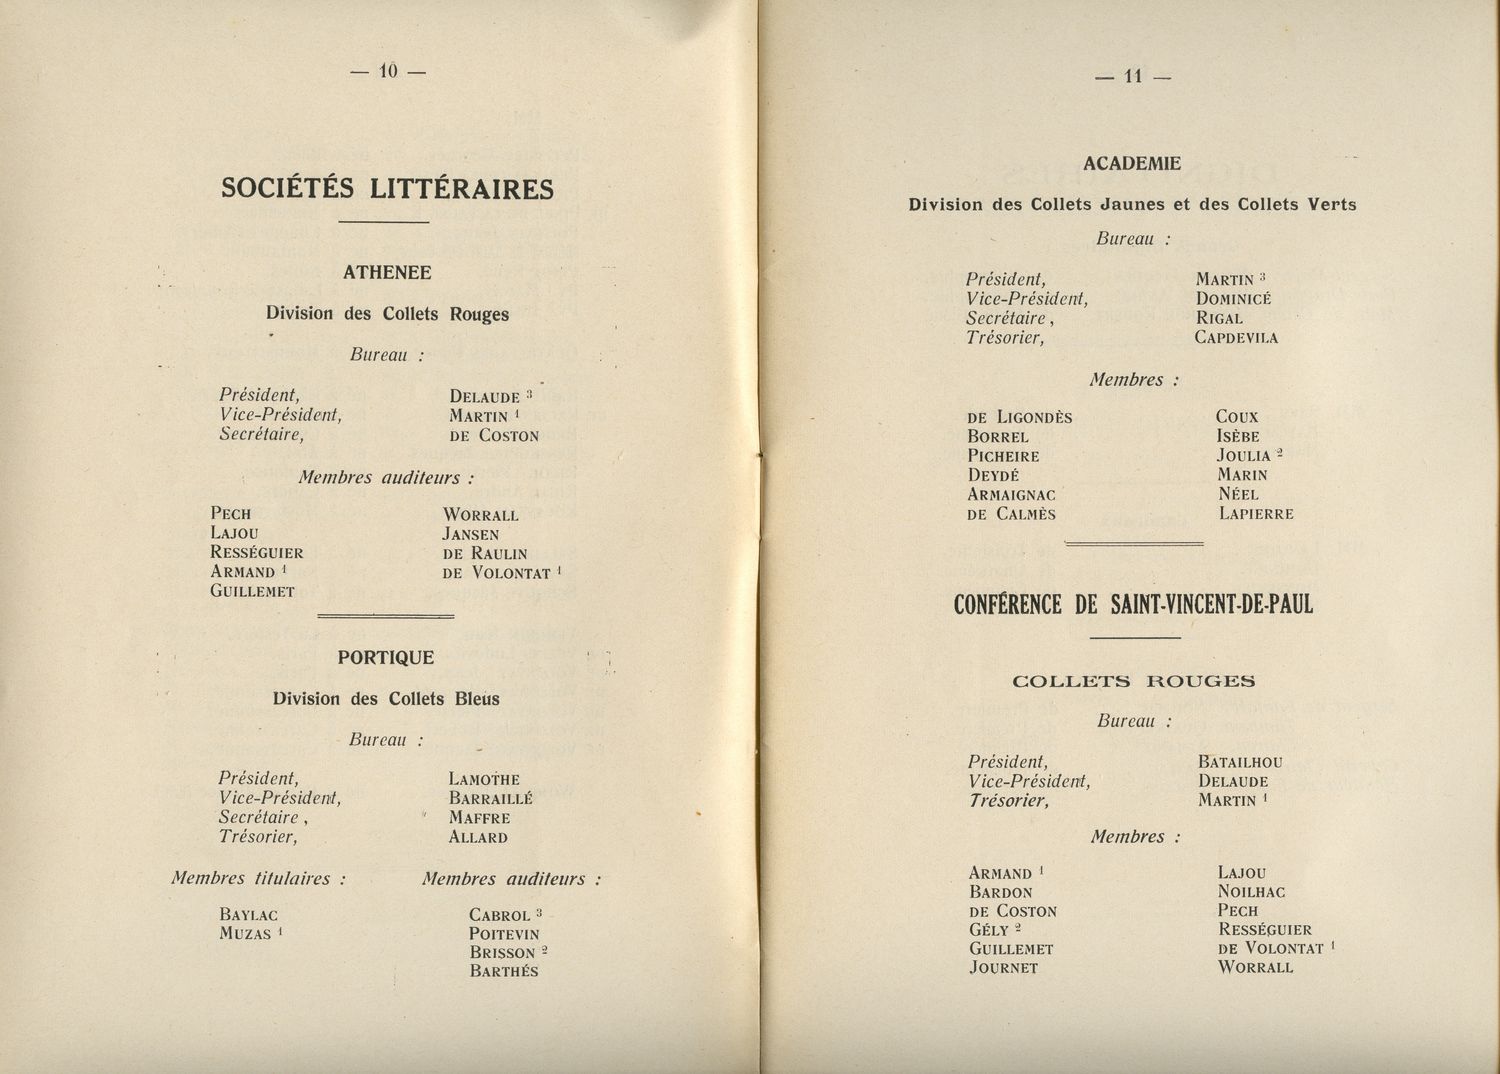 — 10 —
SOCIÉTÉS LITTÉRAIRES
ATHENEE
Division des Collets Rouges
Bureau :
Président, DELAUDE ³
Vice-Président, MARTIN ¹
Secrétaire, DE COSTON
Membres auditeurs :
PECH WORRALL
LAJOU JANSEN
RESSÉGUIER DE RAULIN
ARMAND ¹ DE VOLONTAT ¹
GUILLEMET
PORTIQUE
Division des Collets Bleus
Bureau :
Président, LAMOTHE
Vice-Président, BARRAILLÉ
Secrétaire, MAFFRE
Trésorier, ALLARD
Membres titulaires : Membres auditeurs :
BAYLAC CABROL ³
MUZAS ¹ POITEVIN
BRISSON ²
BARTHÉS
— 11 —
ACADEMIE
Division des Collets Jaunes et des Collets Verts
Bureau :
Président, MARTIN ³
Vice-Président, DOMINICÉ
Secrétaire, RIGAL
Trésorier, CAPDEVILA
Membres :
DE LIGONDÈS COUX
BORREL ISÈBE
PICHEIRE JOULIA ²
DEYDÉ MARIN
ARMAIGNAC NÉEL
DE CALMÈS LAPIERRE
CONFÉRENCE DE SAINT-VINCENT-DE-PAUL
COLLETS ROUGES
Bureau :
Président, BATAILHOU
Vice-Président, DELAUDE
Trésorier, MARTIN ¹
Membres :
ARMAND ¹ LAJOU
BARDON NOILHAC
DE COSTON PECH
GÉLY ² RESSÉGUIER
GUILLEMET DE VOLONTAT ¹
JOURNET WORRALL